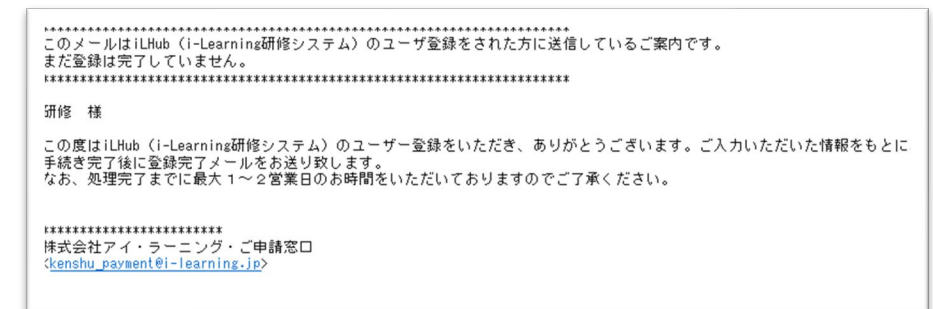 **********************************************************************
このメールはiLHub（i-Learning研修システム）のユーザ登録をされた方に送信しているご案内です。
まだ登録は完了していません。
**********************************************************************
研修　様
この度はiLHub（i-Learning研修システム）のユーザー登録をいただき、ありがとうございます。ご入力いただいた情報をもとに
手続き完了後に登録完了メールをお送り致します。
なお、処理完了までに最大１～２営業日のお時間をいただいておりますのでご了承ください。
************************
株式会社アイ・ラーニング・ご申請窓口
<kenshu_payment@i-learning.jp>